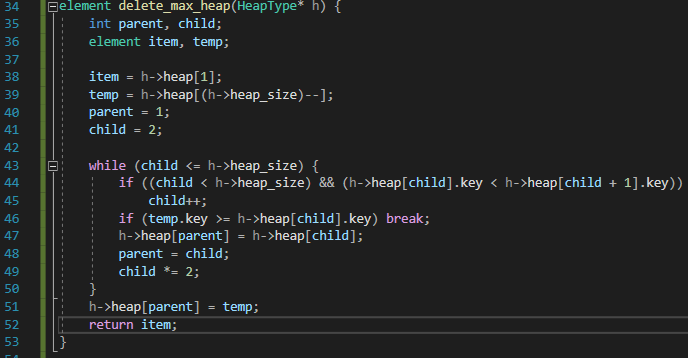 34 element delete_max_heap(HeapType* h) {
35 int parent, child;
36 element item, temp;
37
38 item = h->heap[1];
39 temp = h->heap[(h->heap_size)--];
40 parent = 1;
41 child = 2;
42
43 while (child <= h->heap_size) {
44 if ((child < h->heap_size) && (h->heap[child].key < h->heap[child + 1].key))
45 child++;
46 if (temp.key >= h->heap[child].key) break;
47 h->heap[parent] = h->heap[child];
48 parent = child;
49 child *= 2;
50 }
51 h->heap[parent] = temp;
52 return item;
53 }